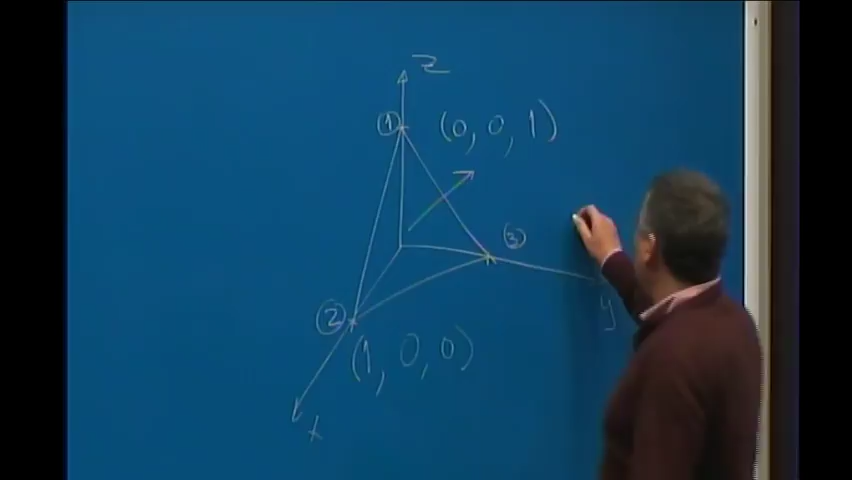 z
① (0, 0, 1)
③
② (1, 0, 0)
y
x